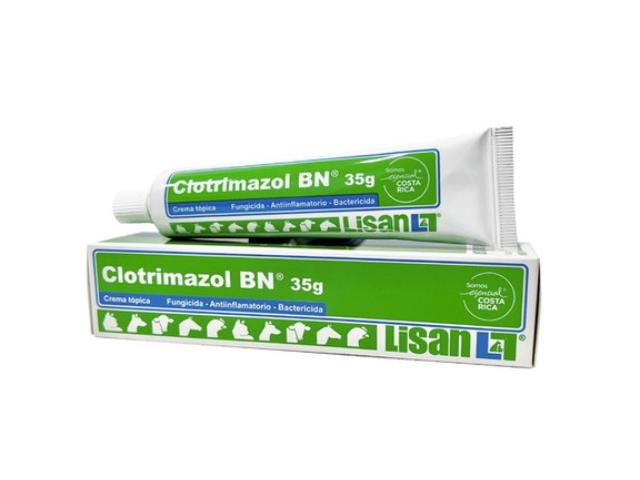 Clotrimazol BN® 35g
Crema tópica Fungicida - Antiinflamatorio - Bactericida
Somos esencial COSTA RICA
Lisan
Clotrimazol BN® 35g
Crema tópica Fungicida - Antiinflamatorio - Bactericida
Somos esencial COSTA RICA
Lisan ®